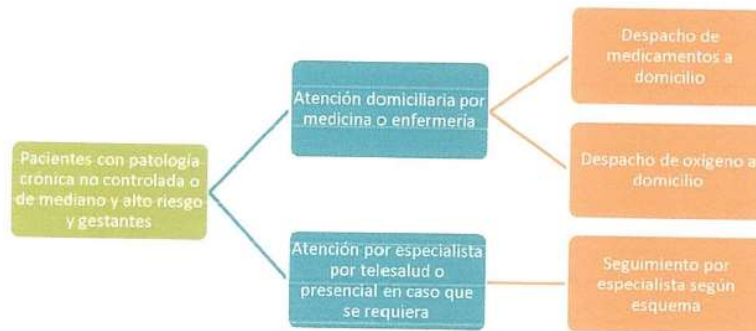 Pacientes con patología
crónica no controlada o
de mediano y alto riesgo
y gestantes
Atención domiciliaria por
medicina o enfermería
Despacho de
medicamentos a
domicilio
Despacho de oxigeno a
domicilio
Atención por especialista
por telesalud o
presencial en caso que
se requiera
Seguimiento por
especialista según
esquema